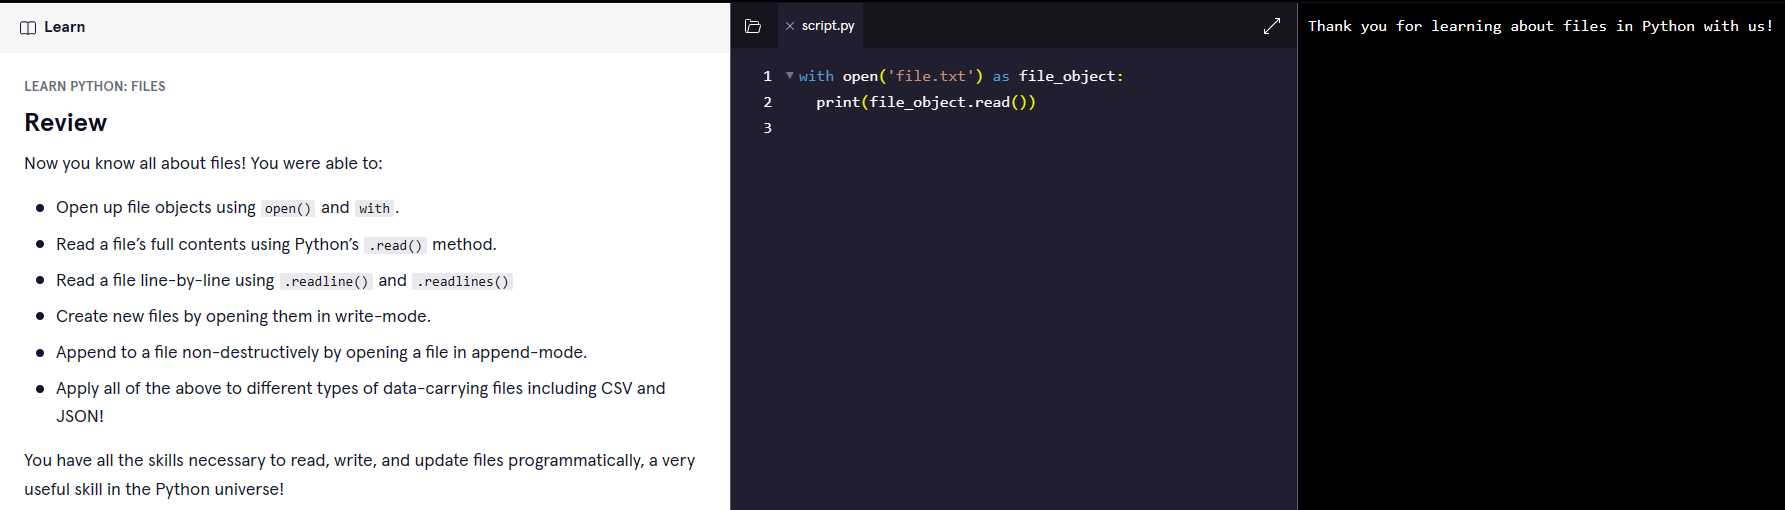 Learn
LEARN PYTHON: FILES
Review
Now you know all about files! You were able to:
Open up file objects using open() and with.
Read a file’s full contents using Python’s .read() method.
Read a file line-by-line using .readline() and .readlines()
Create new files by opening them in write-mode.
Append to a file non-destructively by opening a file in append-mode.
Apply all of the above to different types of data-carrying files including CSV and
JSON!
You have all the skills necessary to read, write, and update files programmatically, a very
useful skill in the Python universe!
script.py
1 with open('file.txt') as file_object:
2   print(file_object.read())
3
Thank you for learning about files in Python with us!